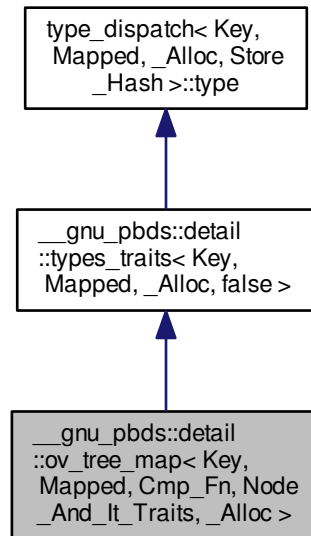 type_dispatch< Key,
Mapped, _Alloc, Store
_Hash >::type
__gnu_pbds::detail
::types_traits< Key,
Mapped, _Alloc, false >
__gnu_pbds::detail
::ov_tree_map< Key,
Mapped, Cmp_Fn, Node
_And_It_Traits, _Alloc >